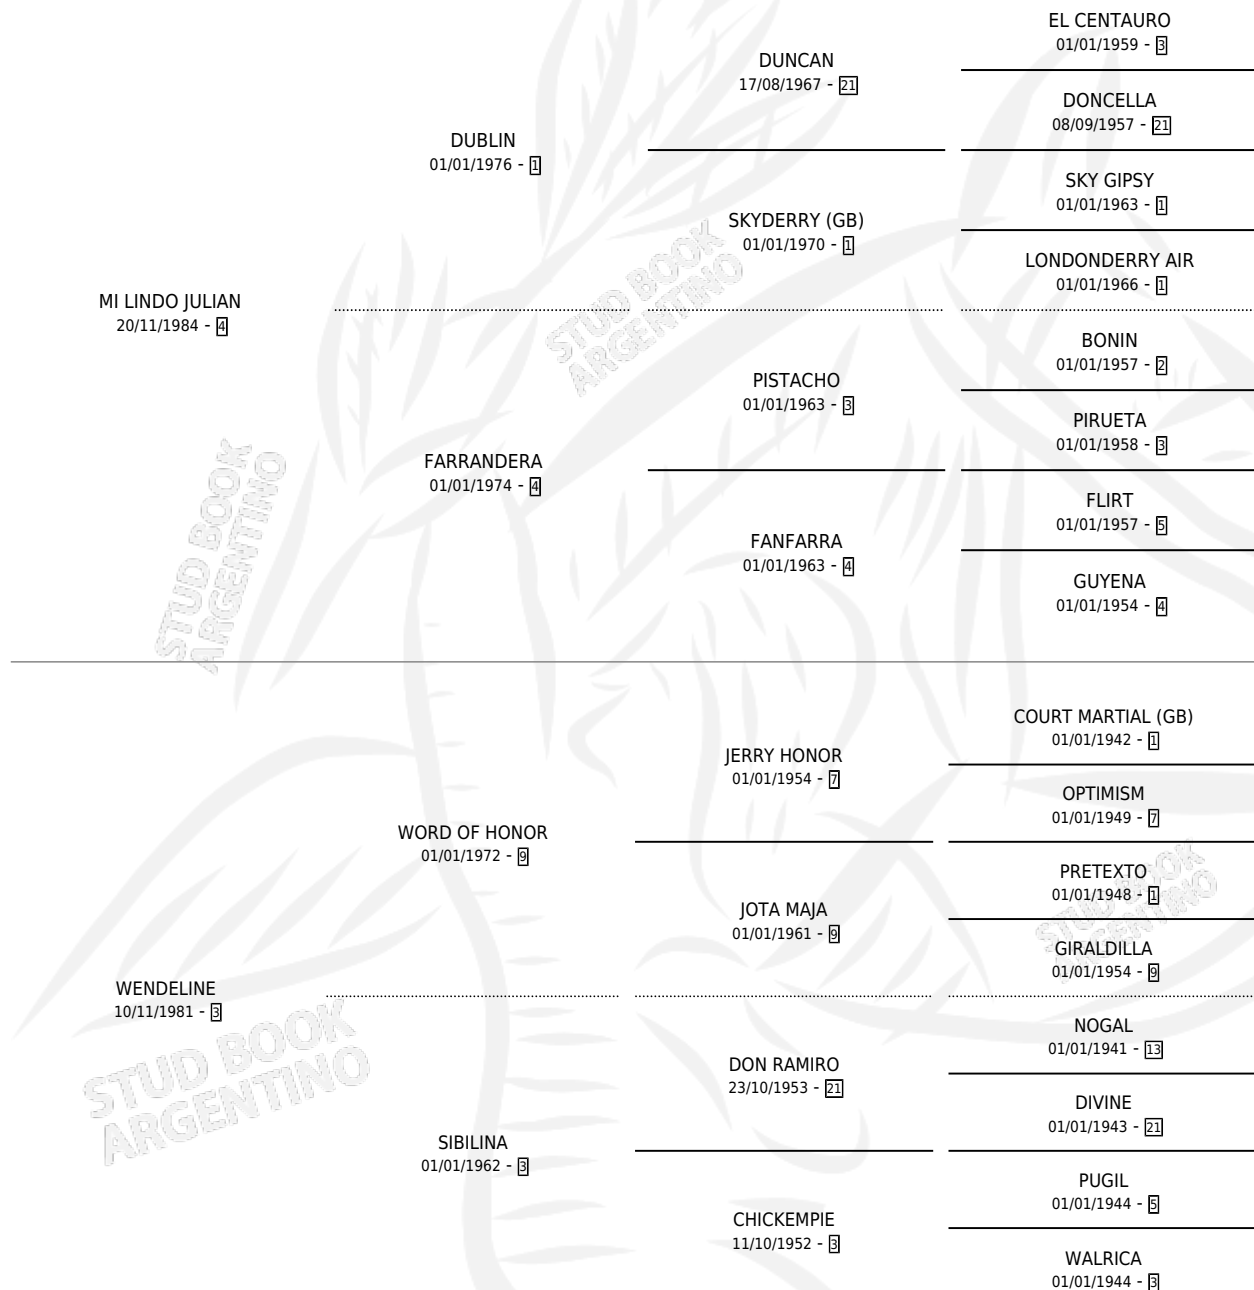 EL CENTAURO
01/01/1959 - 3
DUNCAN
17/08/1967 - 21
DONCELLA
08/09/1957 - 21
DUBLIN
01/01/1976 - 1
SKY GIPSY
01/01/1963 - 1
SKYDERRY (GB)
01/01/1970 - 1
LONDONDERRY AIR
01/01/1966 - 1
MI LINDO JULIAN
20/11/1984 - 4
STUD BOOK
ARGENTINO
BONIN
01/01/1957 - 2
PISTACHO
01/01/1963 - 3
PIRUETA
01/01/1958 - 3
FARRANDERA
01/01/1974 - 4
FLIRT
01/01/1957 - 5
FANFARRA
01/01/1963 - 4
GUYENA
01/01/1954 - 4
STUD BOOK
ARGENTINO
COURT MARTIAL (GB)
01/01/1942 - 1
JERRY HONOR
01/01/1954 - 7
OPTIMISM
01/01/1949 - 7
WORD OF HONOR
01/01/1972 - 9
PRETEXTO
01/01/1948 - 1
JOTA MAJA
01/01/1961 - 9
GIRALDILLA
01/01/1954 - 9
STUD BOOK
ARGENTINO
WENDELINE
10/11/1981 - 3
NOGAL
01/01/1941 - 13
DON RAMIRO
23/10/1953 - 21
DIVINE
01/01/1943 - 21
STUD BOOK
ARGENTINO
SIBILINA
01/01/1962 - 3
PUGIL
01/01/1944 - 5
CHICKEMPIE
11/10/1952 - 3
WALRICA
01/01/1944 - 3